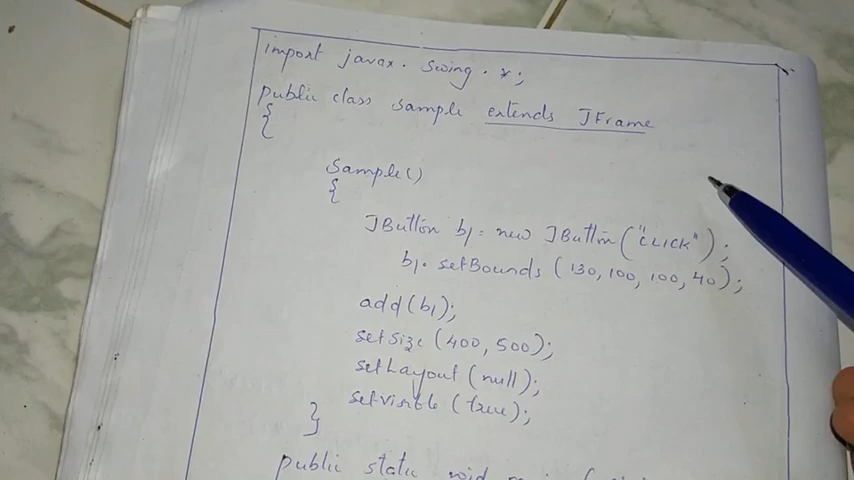 import javax. swing. *;
public class sample extends JFrame
{
Sample()
{
JButton b1 = new JButton("CLICK");
b1. setBounds (130, 100, 100, 40);
add(b1);
setSize (400, 500);
setLayout (null);
setvisible (true);
}
public static void